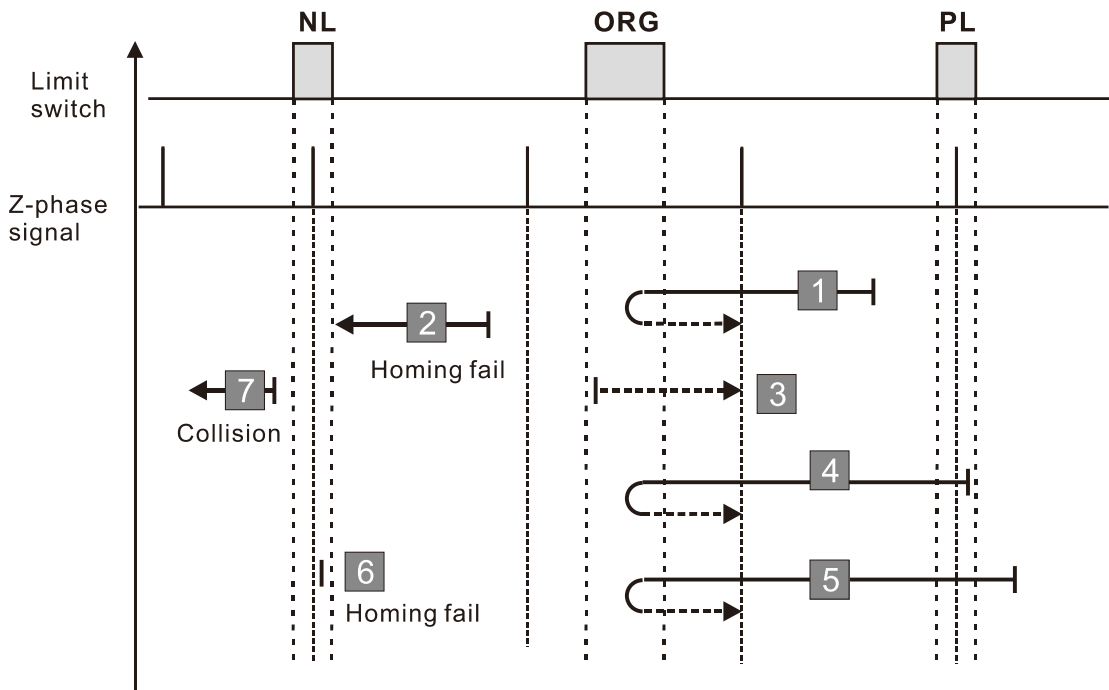 NL ORG PL
Limit
switch
Z-phase
signal
1
2
Homing fail
7
3
Collision
4
6
5
Homing fail